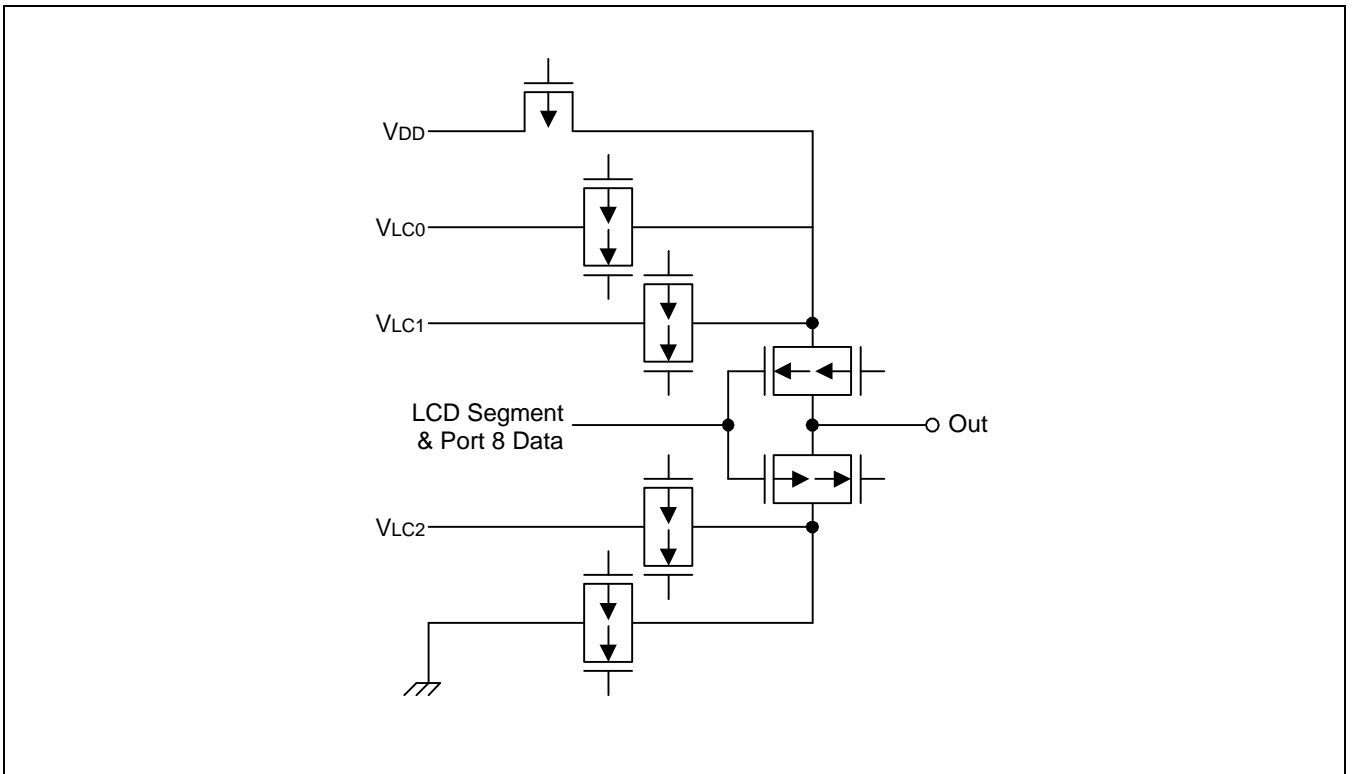 VDD
VLC0
VLC1
LCD Segment
& Port 8 Data
Out
VLC2